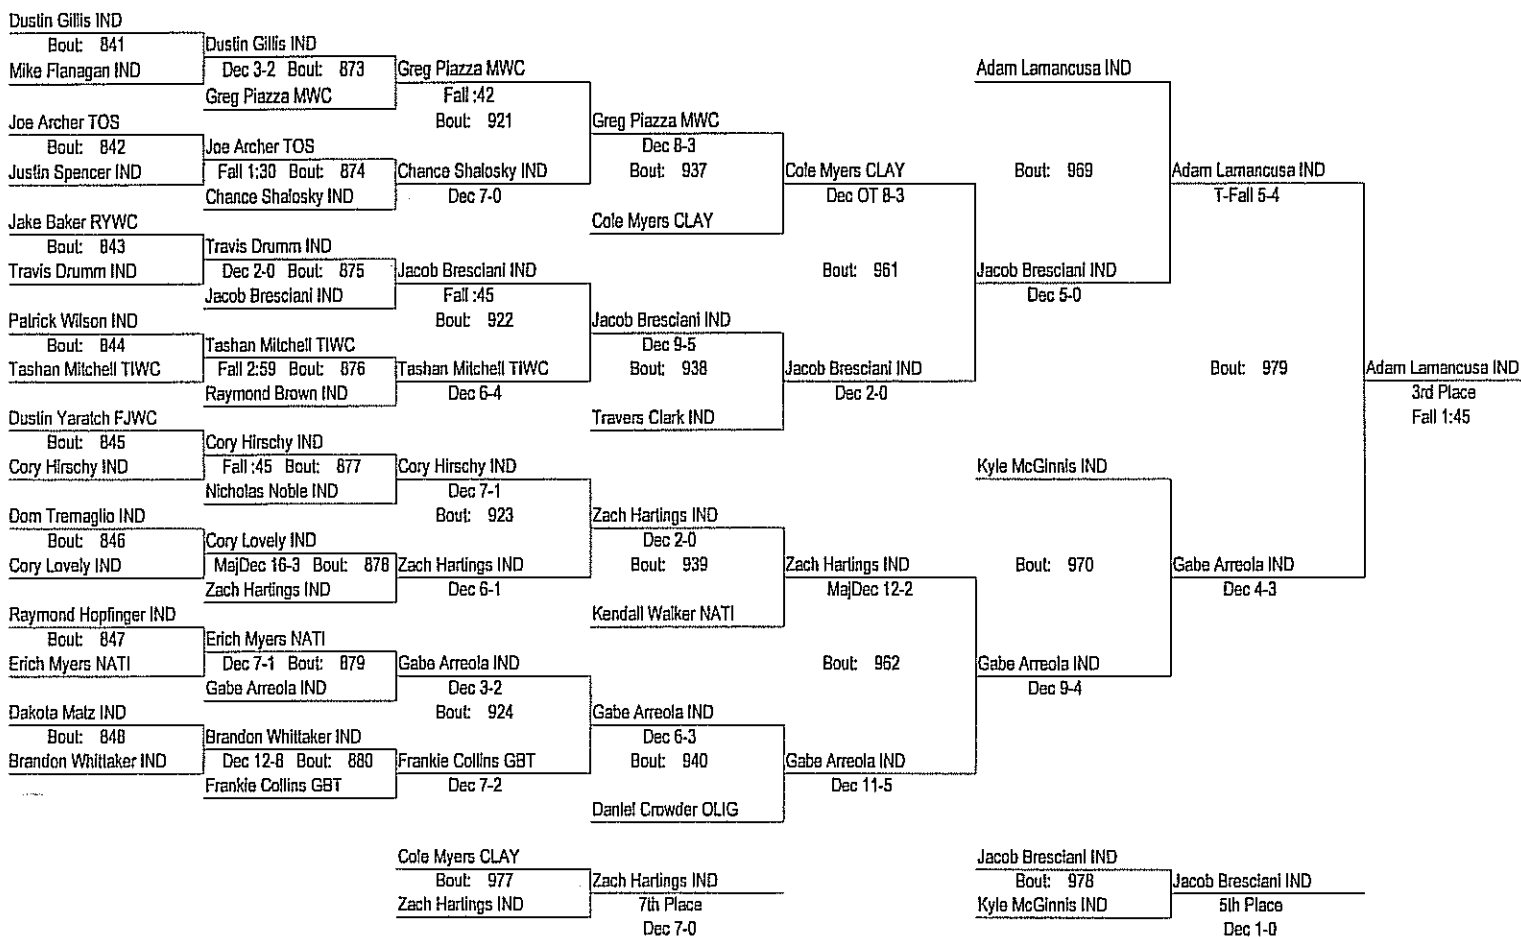 Dustin Gillis IND
Bout: 841
Mike Flanagan IND
Joe Archer TOS
Bout: 842
Justin Spencer IND
Jake Baker RYWC
Bout: 843
Travis Drumm IND
Patrick Wilson IND
Bout: 844
Tashan Mitchell TIWC
Dustin Yaratch FJWC
Bout: 845
Cory Hirschy IND
Dom Tremaglio IND
Bout: 846
Cory Lovely IND
Raymond Hopfinger IND
Bout: 847
Erich Myers NATI
Dakota Matz IND
Bout: 848
Brandon Whittaker IND
Dustin Gillis IND
Dec 3-2 Bout: 873
Greg Piazza MWC
Joe Archer TOS
Fall 1:30 Bout: 874
Chance Shalosky IND
Travis Drumm IND
Dec 2-0 Bout: 875
Jacob Bresciani IND
Tashan Mitchell TIWC
Fall 2:59 Bout: 876
Raymond Brown IND
Cory Hirschy IND
Fall :45 Bout: 877
Nicholas Noble IND
Cory Lovely IND
MajDec 16-3 Bout: 878
Zach Hartings IND
Erich Myers NATI
Dec 7-1 Bout: 879
Gabe Arreola IND
Brandon Whittaker IND
Dec 12-8 Bout: 880
Frankie Collins GBT
Greg Piazza MWC
Fall :42
Bout: 921
Chance Shalosky IND
Dec 7-0
Jacob Bresciani IND
Fall :45
Bout: 922
Tashan Mitchell TIWC
Dec 6-4
Cory Hirschy IND
Dec 7-1
Bout: 923
Zach Hartings IND
Dec 6-1
Gabe Arreola IND
Dec 3-2
Bout: 924
Frankie Collins GBT
Dec 7-2
Greg Piazza MWC
Dec 8-3
Bout: 937
Cole Myers CLAY
Jacob Bresciani IND
Dec 9-5
Bout: 938
Travers Clark IND
Zach Hartings IND
Dec 2-0
Bout: 939
Kendall Walker NATI
Gabe Arreola IND
Dec 6-3
Bout: 940
Daniel Crowder OLIG
Cole Myers CLAY
Dec OT 8-3
Bout: 961
Jacob Bresciani IND
Dec 2-0
Zach Hartings IND
MajDec 12-2
Bout: 962
Gabe Arreola IND
Dec 11-5
Adam Lamancusa IND
Bout: 969
Jacob Bresciani IND
Dec 5-0
Kyle McGinnis IND
Bout: 970
Gabe Arreola IND
Dec 9-4
Adam Lamancusa IND
T-Fall 5-4
Bout: 979
Gabe Arreola IND
Dec 4-3
Adam Lamancusa IND
3rd Place
Fall 1:45
Cole Myers CLAY
Bout: 977
Zach Hartings IND
Zach Hartings IND
7th Place
Dec 7-0
Jacob Bresciani IND
Bout: 978
Kyle McGinnis IND
Jacob Bresciani IND
5th Place
Dec 1-0